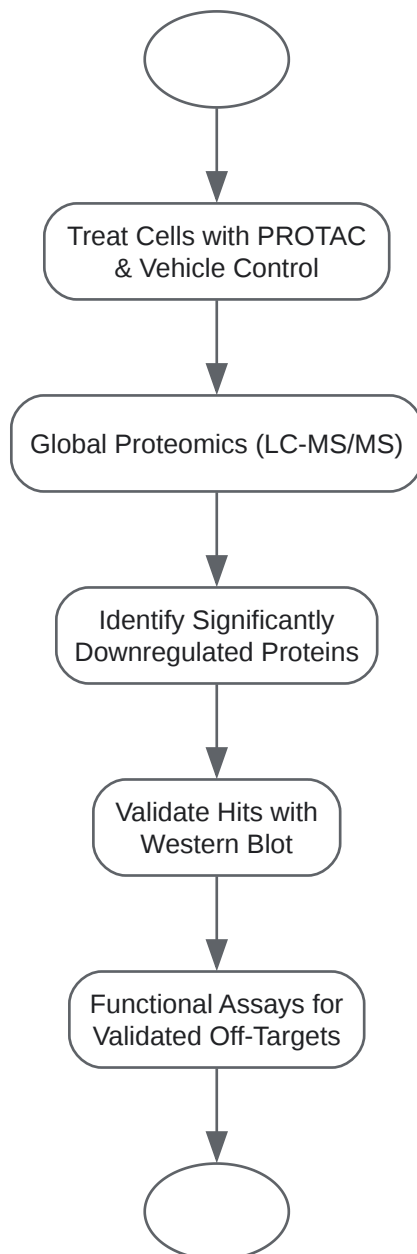 Treat Cells with PROTAC
& Vehicle Control
Global Proteomics (LC-MS/MS)
Identify Significantly
Downregulated Proteins
Validate Hits with
Western Blot
Functional Assays for
Validated Off-Targets